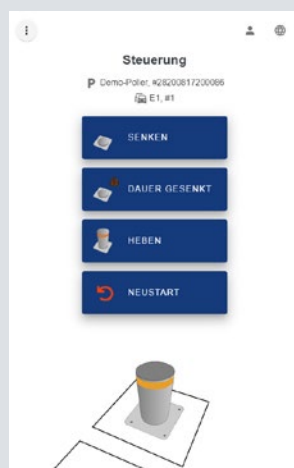 Steuerung
P Demo-Poller, #28200817200086
E1, #1
SENKEN
DAUER GESENKT
HEBEN
NEUSTART